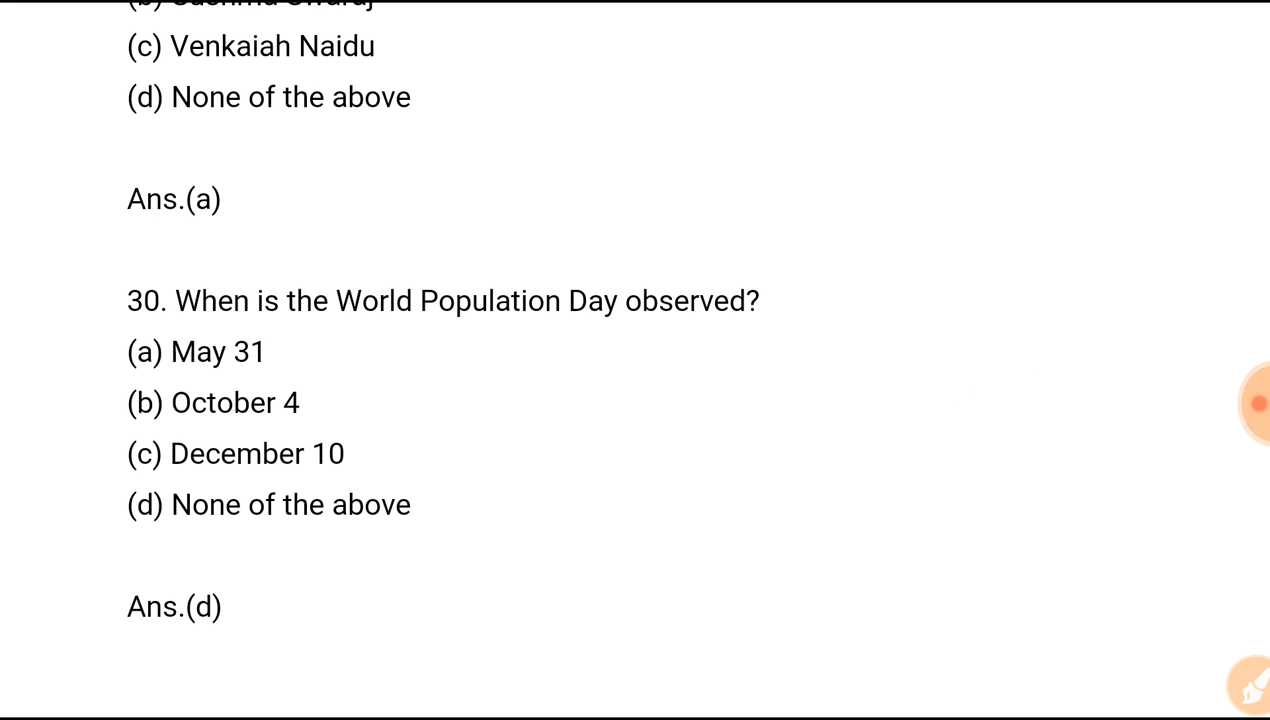 (c) Venkaiah Naidu
(d) None of the above
Ans.(a)
30. When is the World Population Day observed?
(a) May 31
(b) October 4
(c) December 10
(d) None of the above
Ans.(d)